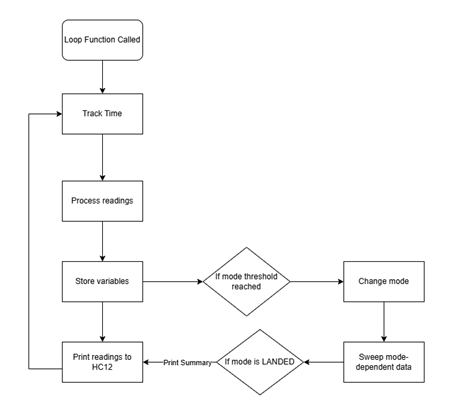 Loop Function Called
Track Time
Process readings
Store variables
If mode threshold
reached
Change mode
Print readings to
HC12
Print Summary
If mode is LANDED
Sweep mode-
dependent data